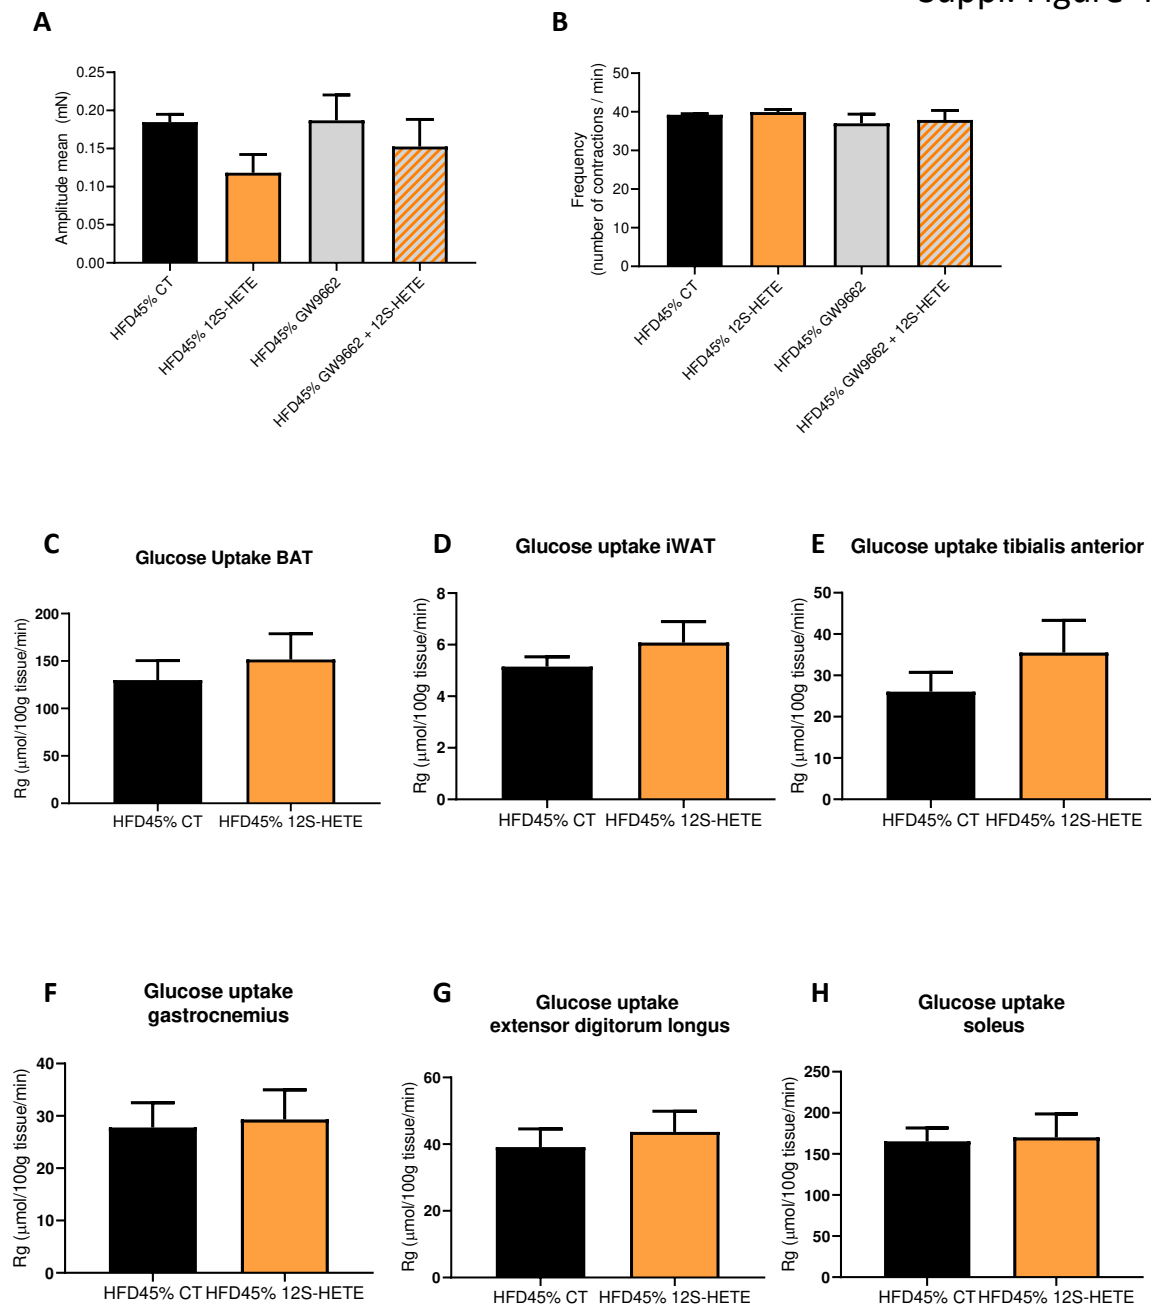 Suppl. Figure
A
B
Amplitude mean (mN)
0.25
0.20
0.15
0.10
0.05
0.00
HFD45% CT
HFD45% 12S-HETE
HFD45% GW9662
HFD45% GW9662 + 12S-HETE
Frequency
(number of contractions / min)
50
40
30
20
10
0
HFD45% CT
HFD45% 12S-HETE
HFD45% GW9662
HFD45% GW9662 + 12S-HETE
C
Glucose Uptake BAT
Rg (μmol/100g tissue/min)
200
150
100
50
0
HFD45% CT
HFD45% 12S-HETE
D
Glucose uptake iWAT
Rg (μmol/100g tissue/min)
8
6
4
2
0
HFD45% CT
HFD45% 12S-HETE
E
Glucose uptake tibialis anterior
Rg (μmol/100g tissue/min)
50
40
30
20
10
0
HFD45% CT
HFD45% 12S-HETE
F
Glucose uptake
gastrocnemius
Rg (μmol/100g tissue/min)
40
30
20
10
0
HFD45% CT
HFD45% 12S-HETE
G
Glucose uptake
extensor digitorum longus
Rg (μmol/100g tissue/min)
60
40
20
0
HFD45% CT
HFD45% 12S-HETE
H
Glucose uptake
soleus
Rg (μmol/100g tissue/min)
250
200
150
100
50
0
HFD45% CT
HFD45% 12S-HETE